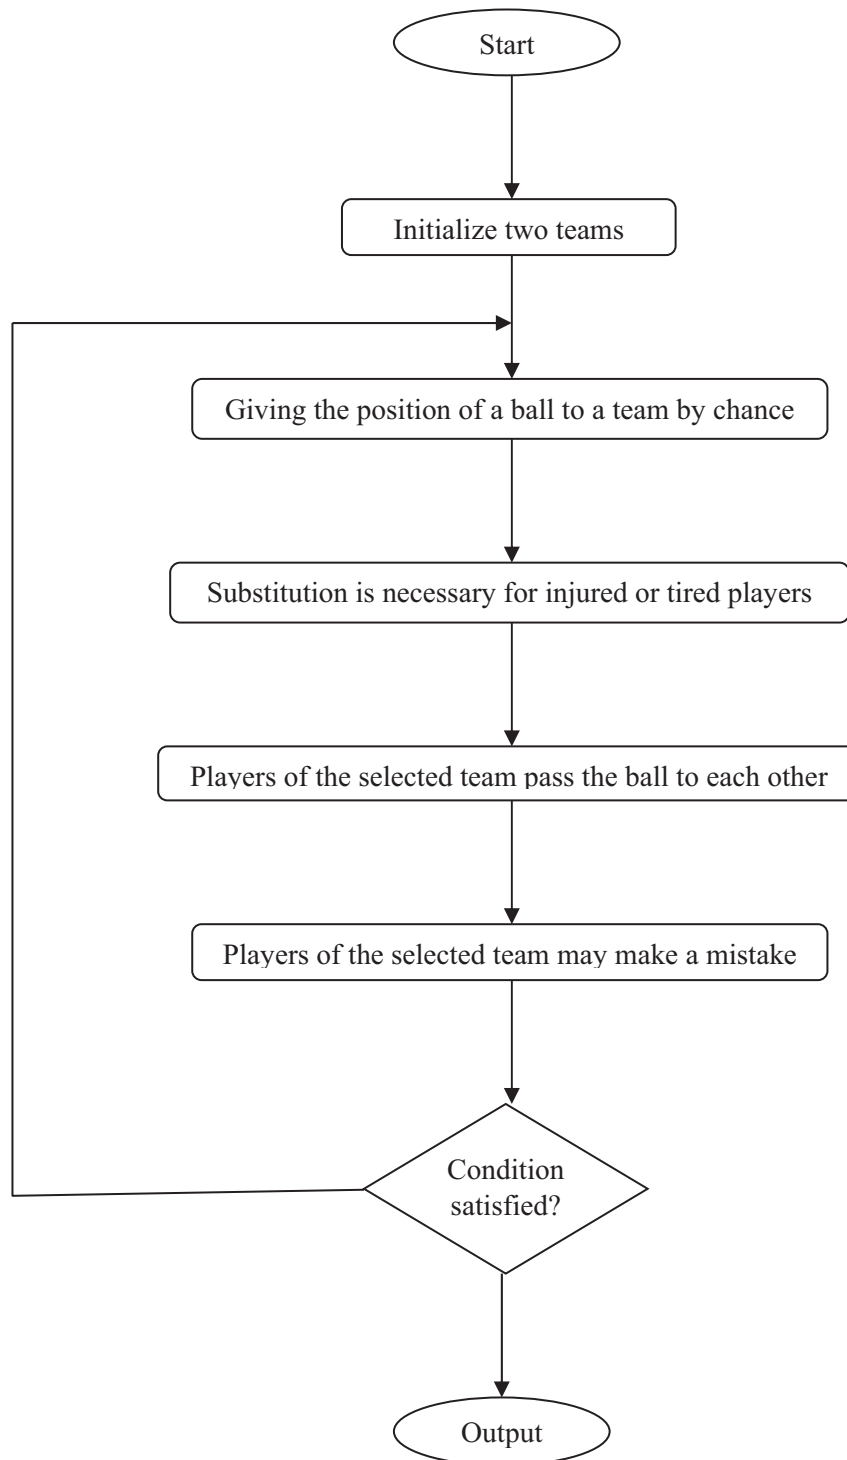 Start
Initialize two teams
Giving the position of a ball to a team by chance
Substitution is necessary for injured or tired players
Players of the selected team pass the ball to each other
Players of the selected team may make a mistake
Condition
satisfied?
Output